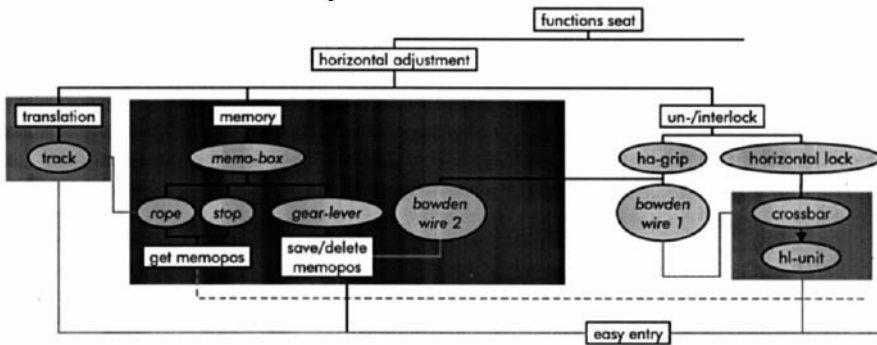 functions seat
horizontal adjustment
translation
memory
un-/interlock
track
memo-box
ha-grip
horizontal lock
rope
stop
gear-lever
bowden
wire 2
bowden
wire 1
crossbar
get memopos
save/delete
memopos
hl-unit
easy entry